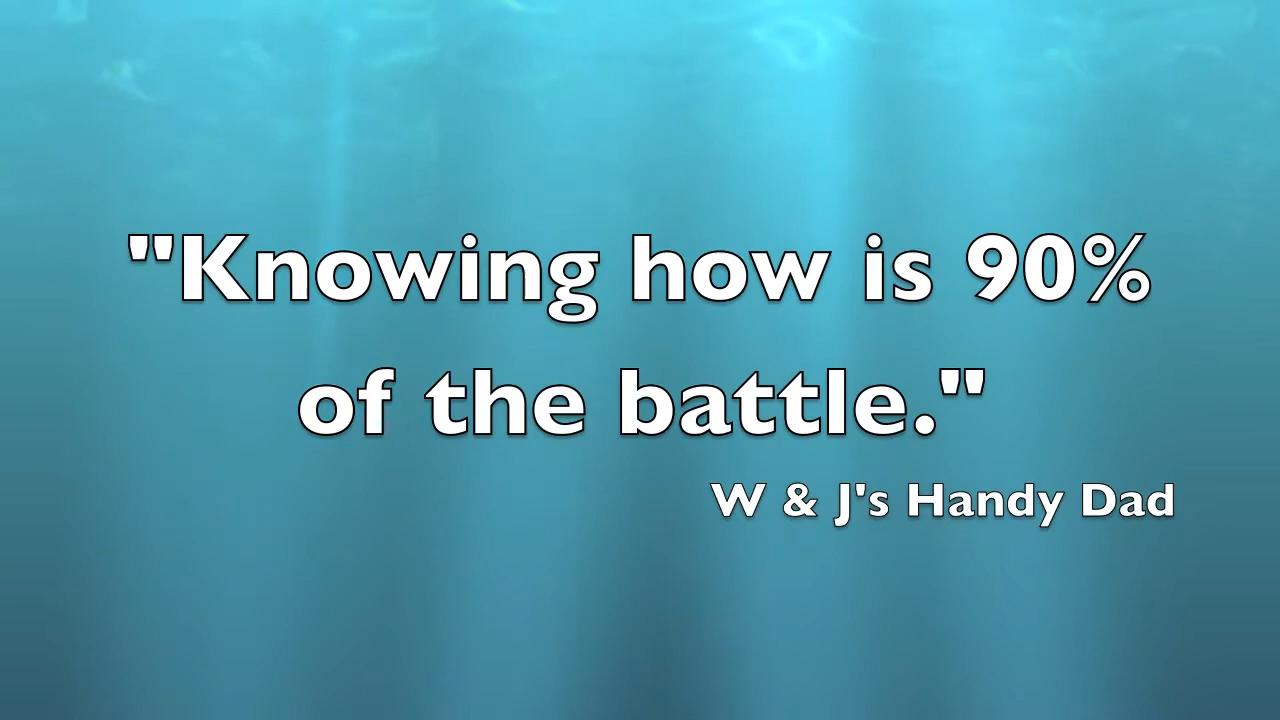 "Knowing how is 90%
of the battle."
W & J's Handy Dad